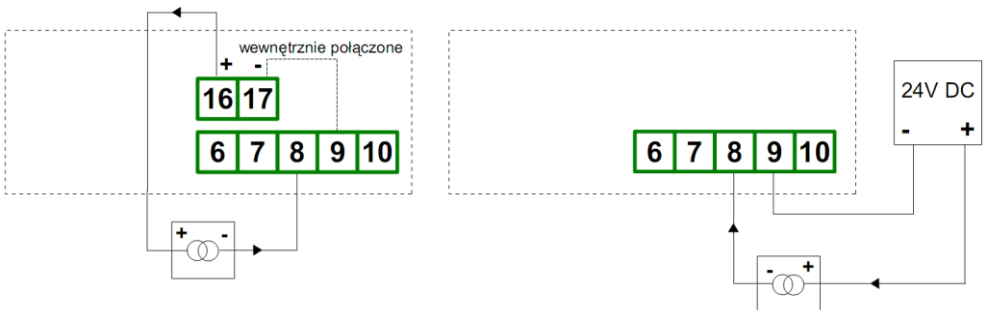 wewnętrznie połączone
+ -
16 17
6 7 8 9 10
+ -
24V DC
- +
6 7 8 9 10
- +